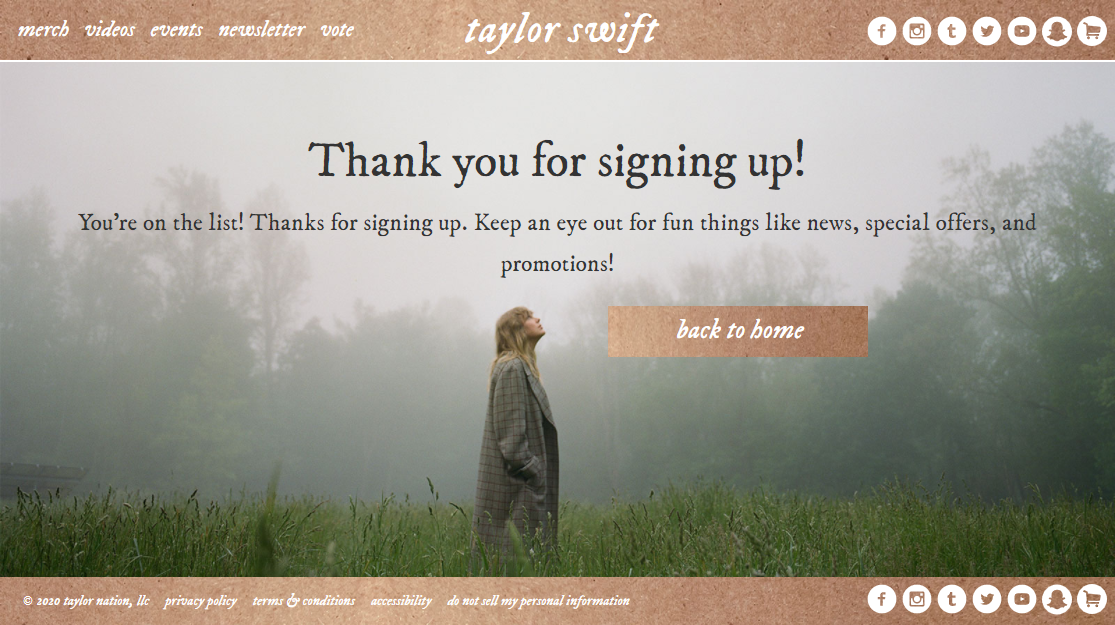 merch videos events newsletter vote
taylor swift
Thank you for signing up!
You're on the list! Thanks for signing up. Keep an eye out for fun things like news, special offers, and
promotions!
back to home
© 2020 taylor nation, llc privacy policy terms & conditions accessibility do not sell my personal information